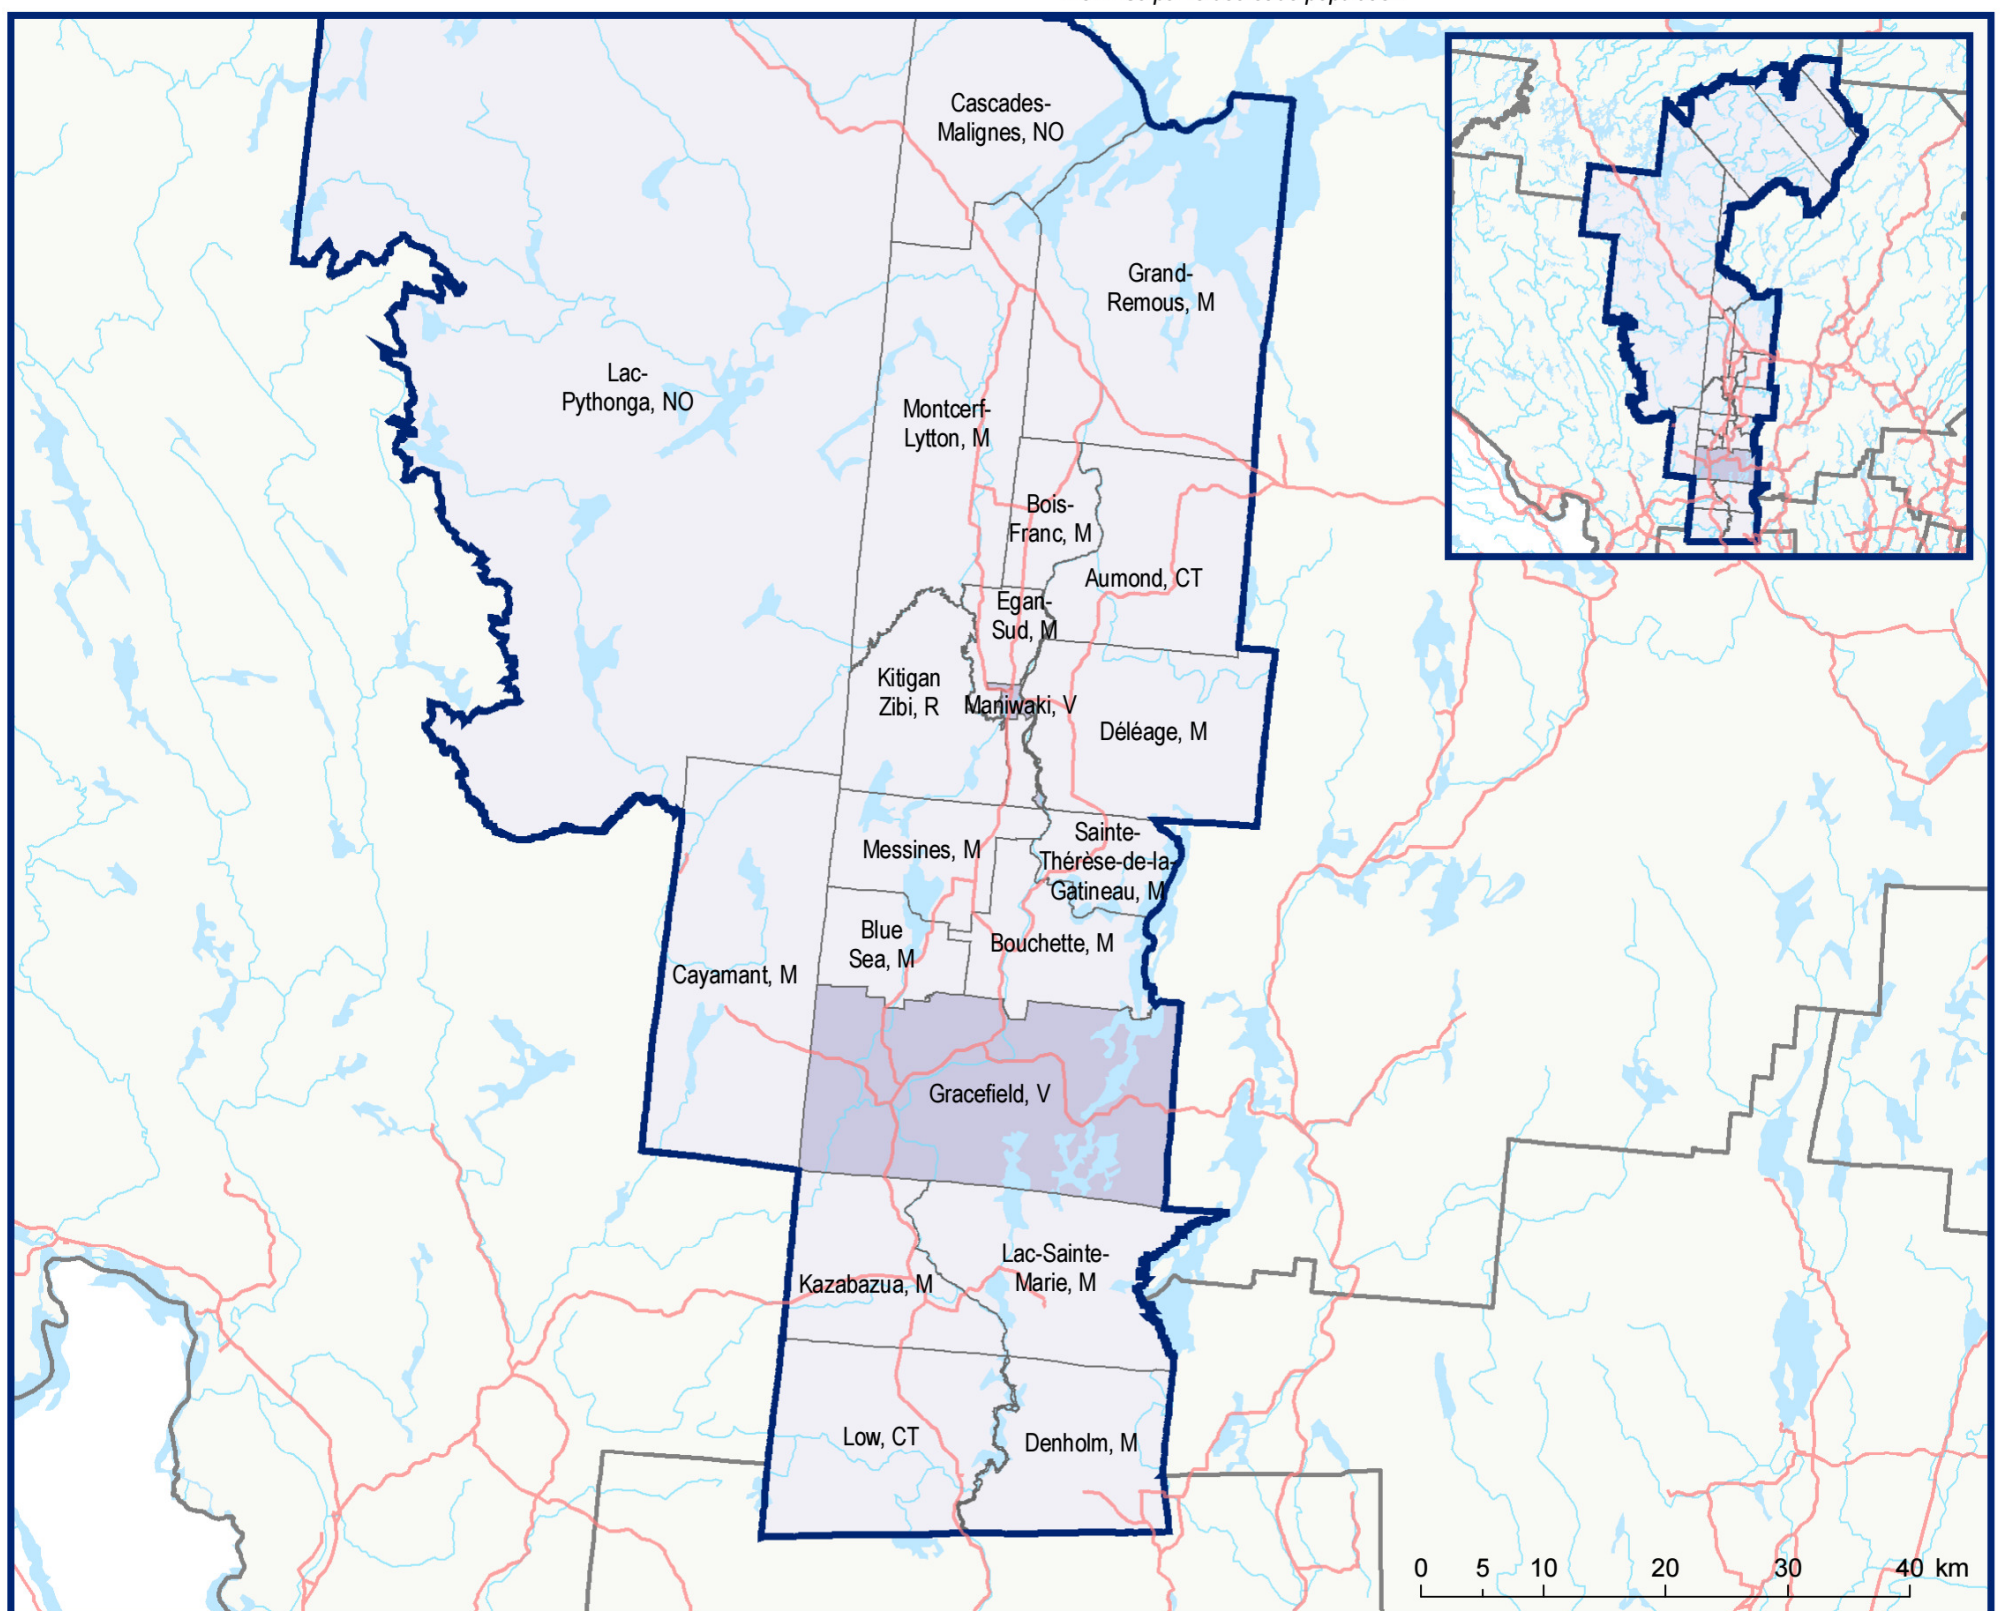 Cascades-
Malignes, NO
Grand-
Remous, M
Lac-
Pythonga, NO
Montcerf-
Lytton, M
Bois-
Franc, M
Aumond, CT
Egan-
Sud, M
Kitigan
Zibi, R
Maniwaki, V
Déléage, M
Messines, M
Sainte-
Thérèse-de-la-
Gatineau, M
Blue
Sea, M
Bouchette, M
Cayamant, M
Gracefield, V
Lac-Sainte-
Marie, M
Kazabazua, M
Low, CT
Denholm, M
0 5 10 20 30 40 km